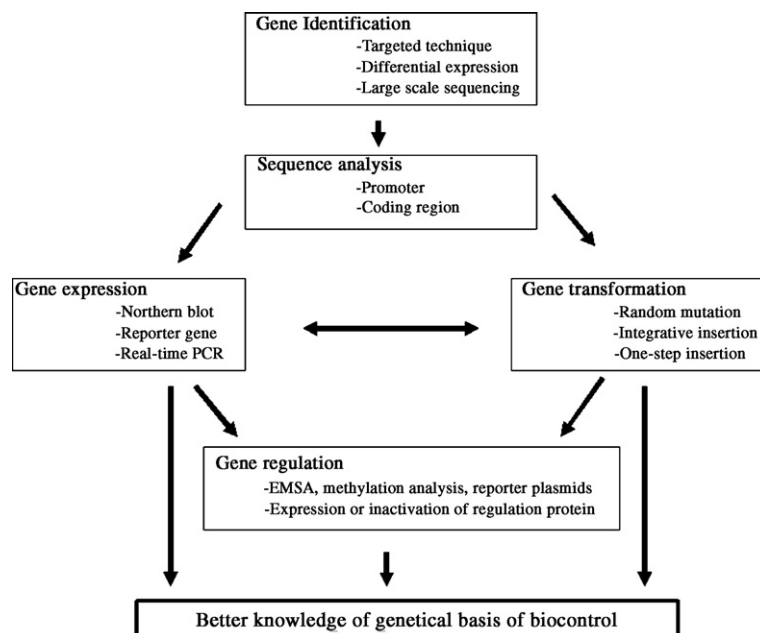 Gene Identification
-Targeted technique
-Differential expression
-Large scale sequencing
Sequence analysis
-Promoter
-Coding region
Gene expression
-Northern blot
-Reporter gene
-Real-time PCR
Gene transformation
-Random mutation
-Integrative insertion
-One-step insertion
Gene regulation
-EMSA, methylation analysis, reporter plasmids
-Expression or inactivation of regulation protein
Better knowledge of genetical basis of biocontrol